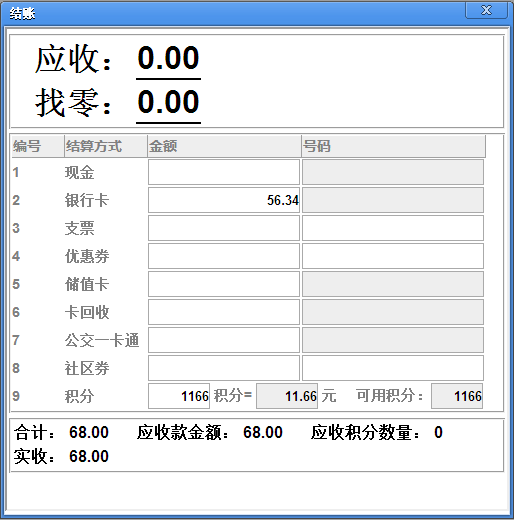 结账
应收： 0.00
找零： 0.00
编号 结算方式 金额 号码
1 现金
2 银行卡 56.34
3 支票
4 优惠券
5 储值卡
6 卡回收
7 公交一卡通
8 社区券
9 积分 1166 积分= 11.66 元 可用积分： 1166
合计： 68.00 应收款金额： 68.00 应收积分数量： 0
实收： 68.00